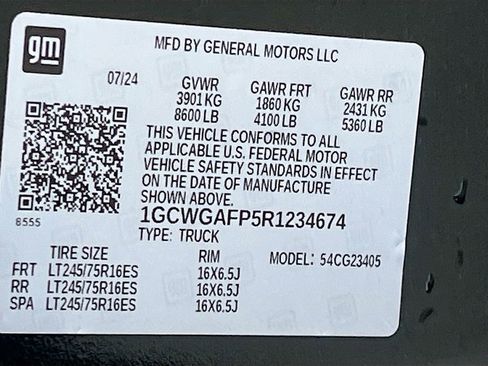 gm
MFD BY GENERAL MOTORS LLC
07/24
GVWR GAWR FRT GAWR RR
3901 KG 1860 KG 2431 KG
8600 LB 4100 LB 5360 LB
THIS VEHICLE CONFORMS TO ALL
APPLICABLE U.S. FEDERAL MOTOR
VEHICLE SAFETY STANDARDS IN EFFECT
ON THE DATE OF MANUFACTURE
SHOWN ABOVE.
8555
1GCWGAFP5R1234674
TYPE: TRUCK
TIRE SIZE RIM MODEL: 54CG23405
FRT LT245/75R16ES 16X6.5J
RR LT245/75R16ES 16X6.5J
SPA LT245/75R16ES 16X6.5J